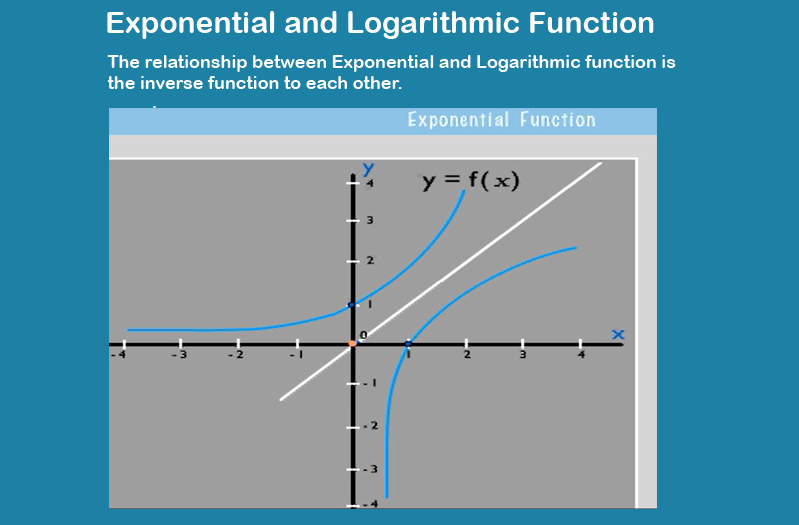 Exponential and Logarithmic Function
The relationship between Exponential and Logarithmic function is
the inverse function to each other.
Exponential Function
y
y = f(x)
4
3
2
1
0
x
-4 -3 -2 -1 1 2 3 4
-1
-2
-3
-4